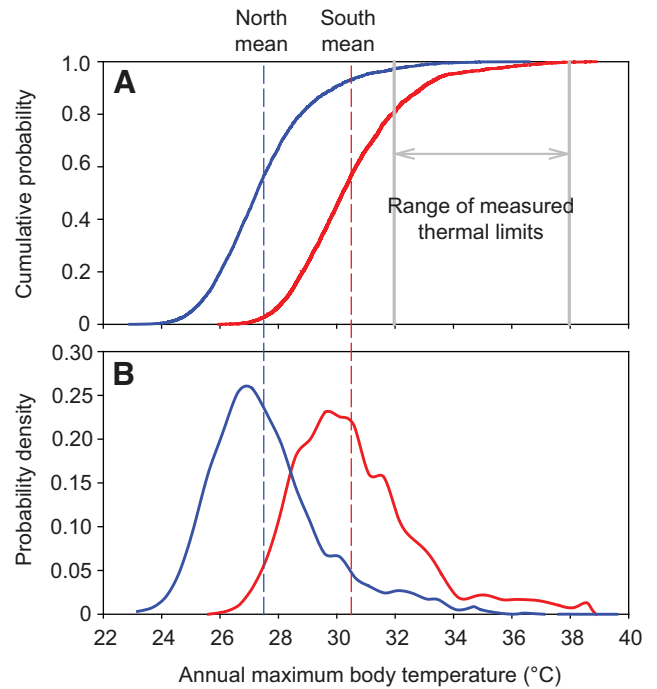 North South
mean mean
A
1.0
0.8
0.6
0.4
0.2
0
Cumulative probability
Range of measured
thermal limits
B
0.30
0.25
0.20
0.15
0.10
0.05
0
Probability density
22 24 26 28 30 32 34 36 38 40
Annual maximum body temperature (°C)